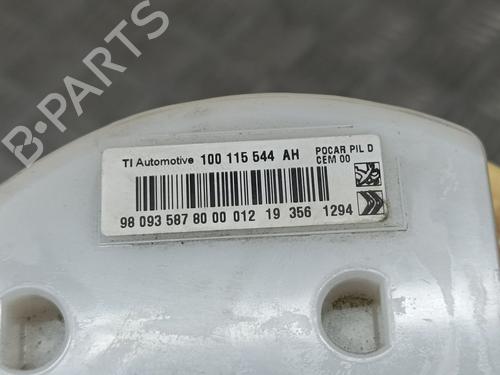 TI Automotive 100 115 544 AH
POCAR PIL D
CEM 00
98 093 587 80 00 012 19 356 1294
B-PARTS